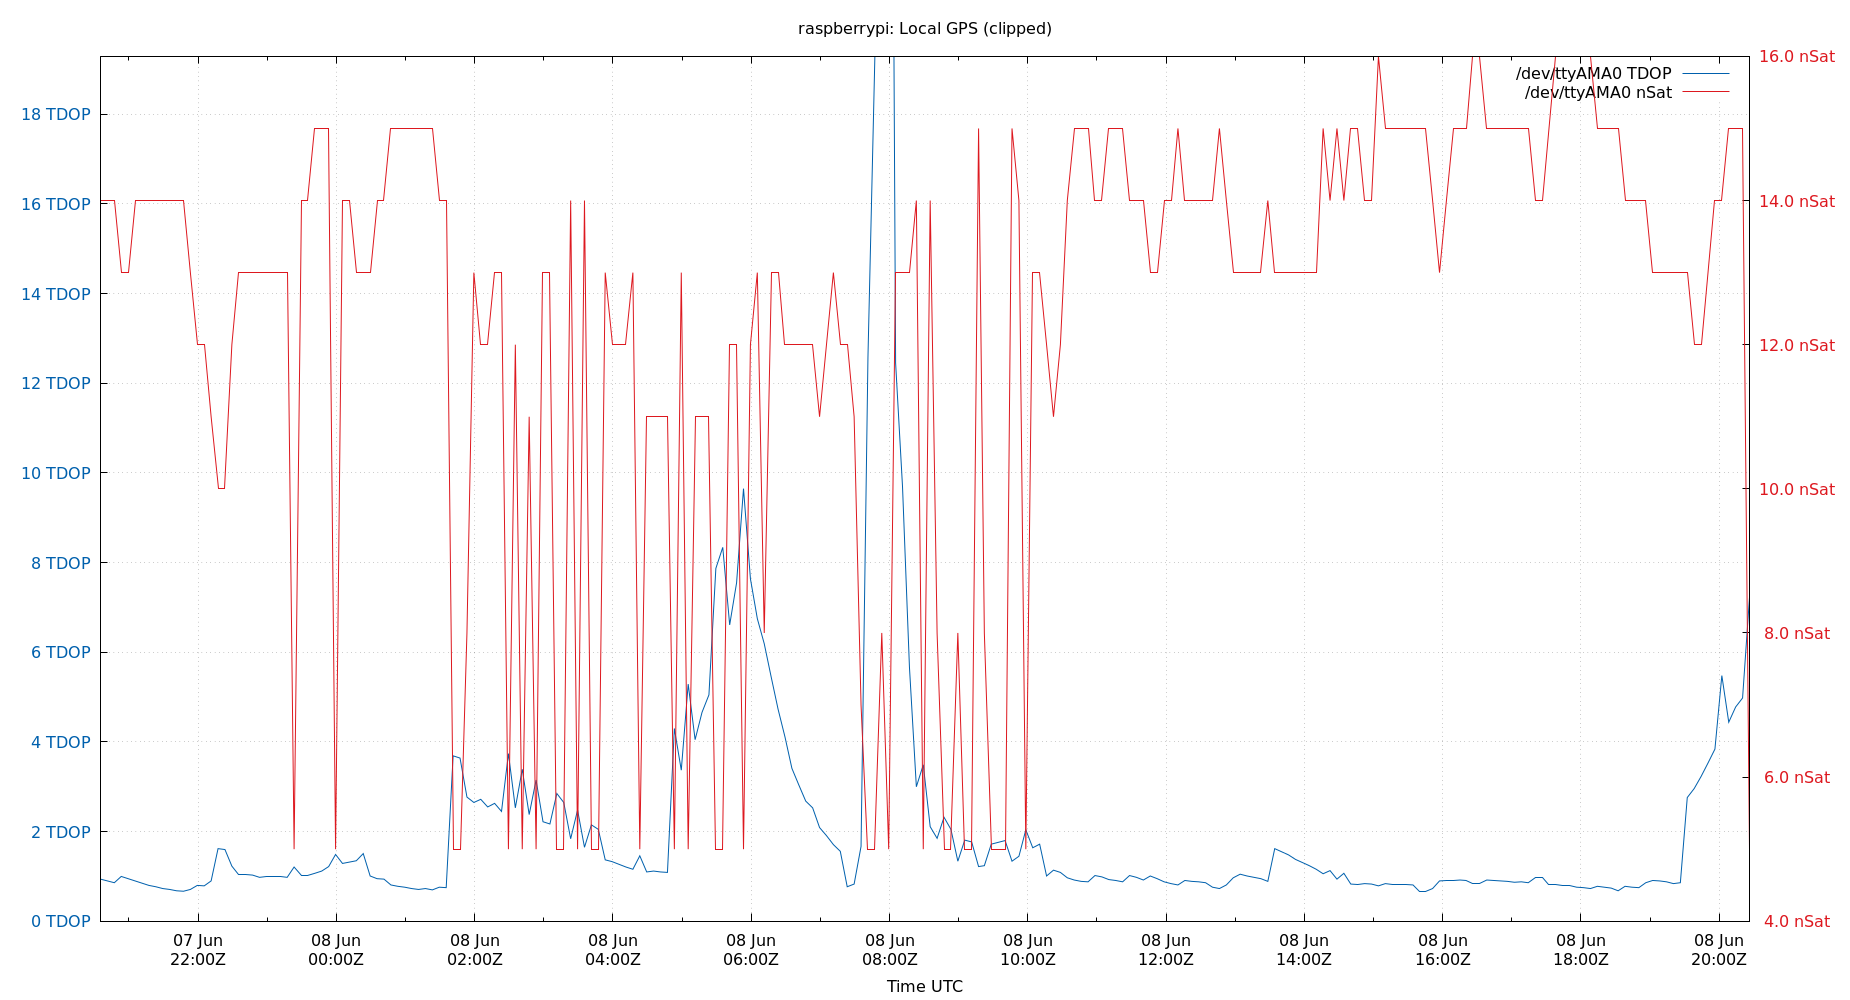 raspberrypi: Local GPS (clipped)
/dev/ttyAMA0 TDOP
/dev/ttyAMA0 nSat
18 TDOP
16 TDOP
14 TDOP
12 TDOP
10 TDOP
8 TDOP
6 TDOP
4 TDOP
2 TDOP
0 TDOP
16.0 nSat
14.0 nSat
12.0 nSat
10.0 nSat
8.0 nSat
6.0 nSat
4.0 nSat
07 Jun
22:00Z
08 Jun
00:00Z
08 Jun
02:00Z
08 Jun
04:00Z
08 Jun
06:00Z
08 Jun
08:00Z
08 Jun
10:00Z
08 Jun
12:00Z
08 Jun
14:00Z
08 Jun
16:00Z
08 Jun
18:00Z
08 Jun
20:00Z
Time UTC